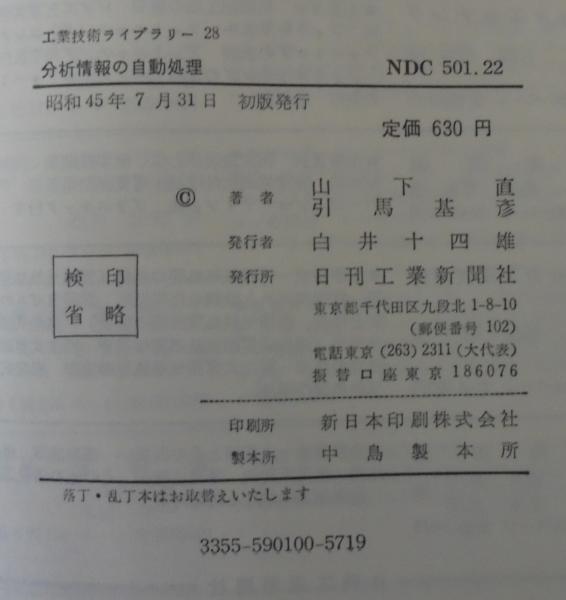 工業技術ライブラリー 28
分析情報の自動処理 NDC 501.22
昭和45年7月31日 初版発行
定価 630 円
© 著者 山下直
引馬基彦
発行者 白井十四雄
発行所 日刊工業新聞社
東京都千代田区九段北 1-8-10
(郵便番号 102)
電話東京 (263) 2311 (大代表)
振替口座東京 186076
検印
省略
印刷所 新日本印刷株式会社
製本所 中島製本所
落丁・乱丁本はお取替えいたします
3355-590100-5719